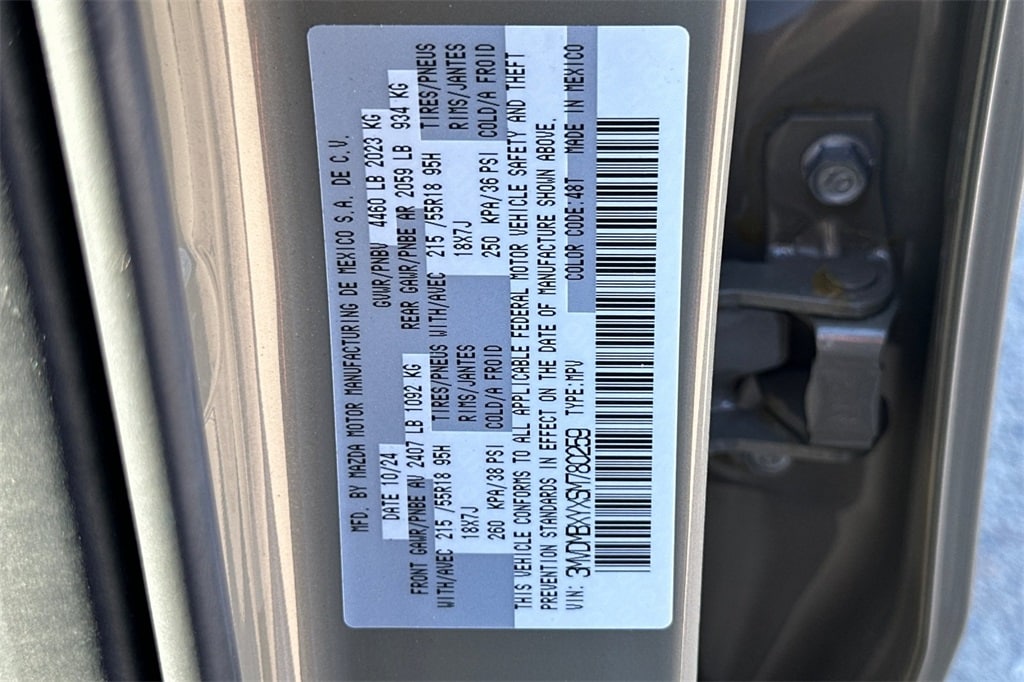 MFD. BY MAZDA MOTOR MANUFACTURING DE MEXICO S.A. DE C.V.
DATE 10/24 GVWR/PNBV 4460 LB 2023 KG
FRONT GAWR/PNBE AV 2407 LB 1092 KG REAR GAWR/PNBE AR 2059 LB 934 KG
WITH/AVEC 215 /55R18 95H TIRES/PNEUS WITH/AVEC 215 /55R18 95H TIRES/PNEUS
18X7J RIMS/JANTES 18X7J RIMS/JANTES
260 KPA/38 PSI COLD/A FROID 250 KPA/36 PSI COLD/A FROID
THIS VEHICLE CONFORMS TO ALL APPLICABLE FEDERAL MOTOR VEHICLE SAFETY AND THEFT
PREVENTION STANDARDS IN EFFECT ON THE DATE OF MANUFACTURE SHOWN ABOVE.
VIN: 3MVDMBXYXSM780259 TYPE:MPV COLOR CODE:48T MADE IN MEXICO